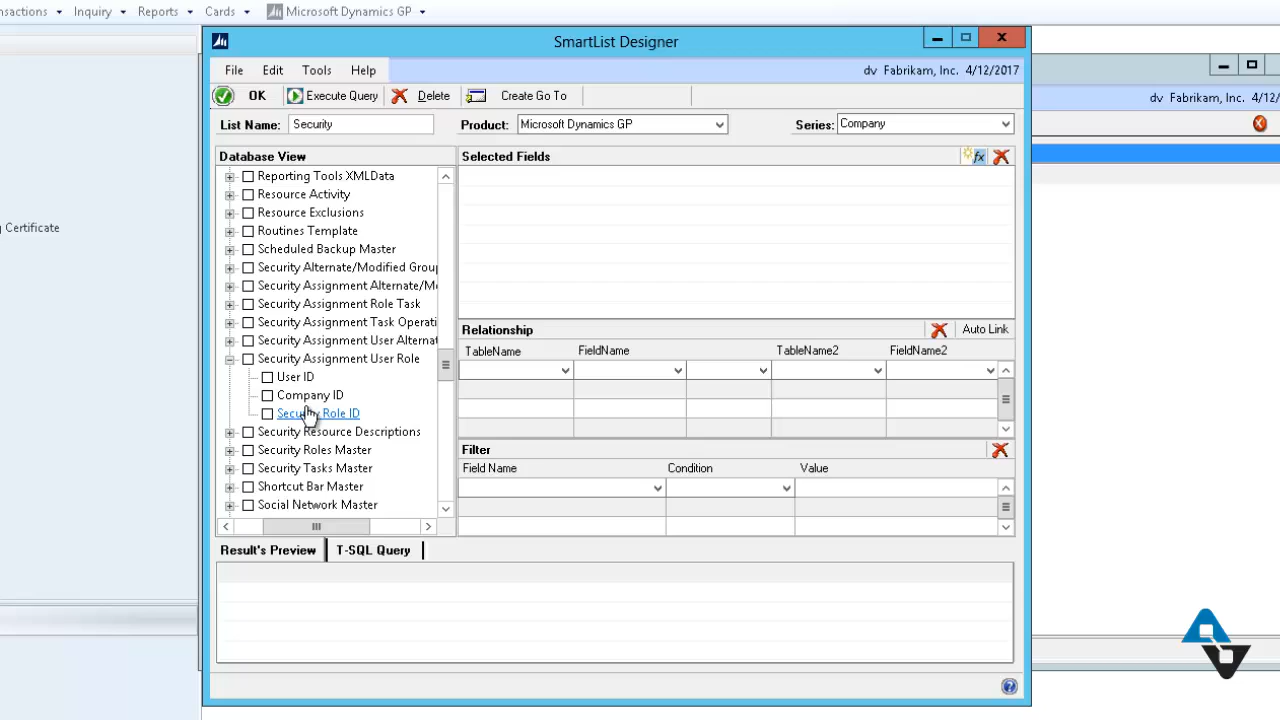 nsactions Inquiry Reports Cards Microsoft Dynamics GP
SmartList Designer
File Edit Tools Help
dv Fabrikam, Inc. 4/12/2017
dv Fabrikam, Inc. 4/12/
OK Execute Query Delete Create Go To
List Name: Security Product: Microsoft Dynamics GP Series: Company
Database View
Selected Fields
fx
Reporting Tools XMLData
Resource Activity
Resource Exclusions
g Certificate
Routines Template
Scheduled Backup Master
Security Alternate/Modified Group
Security Assignment Alternate/Mo
Security Assignment Role Task
Security Assignment Task Operati
Security Assignment User Alternat
Security Assignment User Role
User ID
Company ID
Security Role ID
Security Resource Descriptions
Security Roles Master
Security Tasks Master
Shortcut Bar Master
Social Network Master
Relationship
Auto Link
TableName FieldName TableName2 FieldName2
Filter
Field Name Condition Value
Result's Preview T-SQL Query